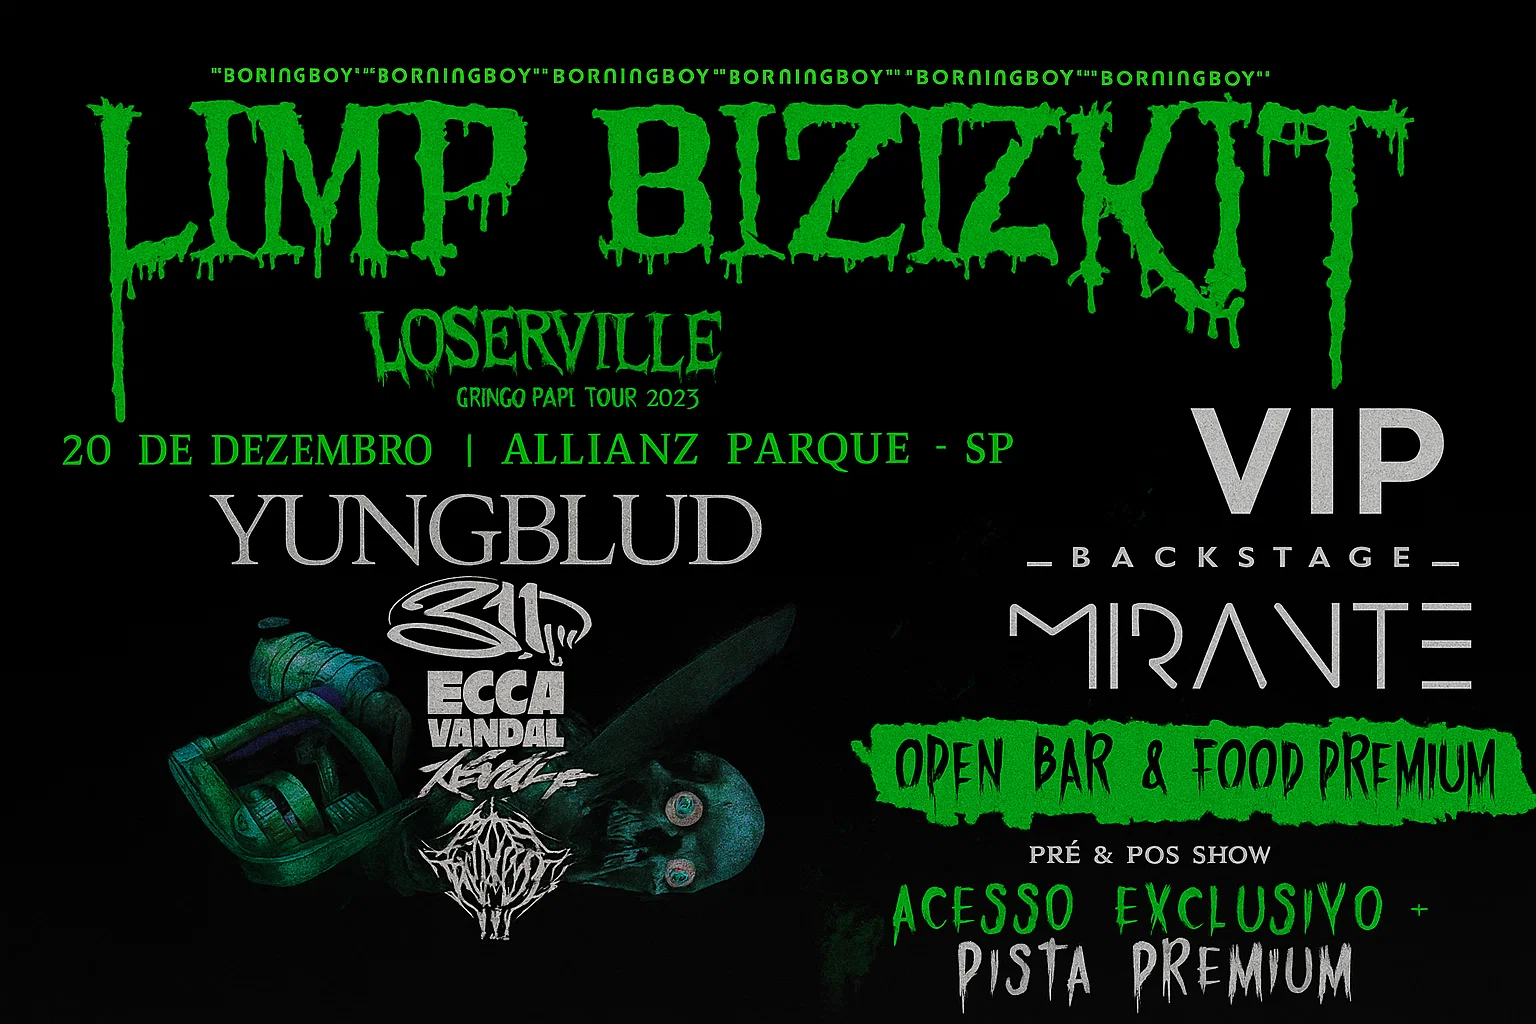 "BORINGBOY" "BORNINGBOY" "BORNINGBOY" "BORNINGBOY" "BORNINGBOY" "BORNINGBOY"
LIMP BIZIZKIT
LOSERVILLE
GRINGO PAPI TOUR 2023
20 DE DEZEMBRO | ALLIANZ PARQUE - SP
YUNGBLUD
311
ECCA
VANDAL
VIP
BACKSTAGE
MIRANTE
OPEN BAR & FOOD PREMIUM
PRÉ & POS SHOW
ACESSO EXCLUSIVO +
PISTA PREMIUM